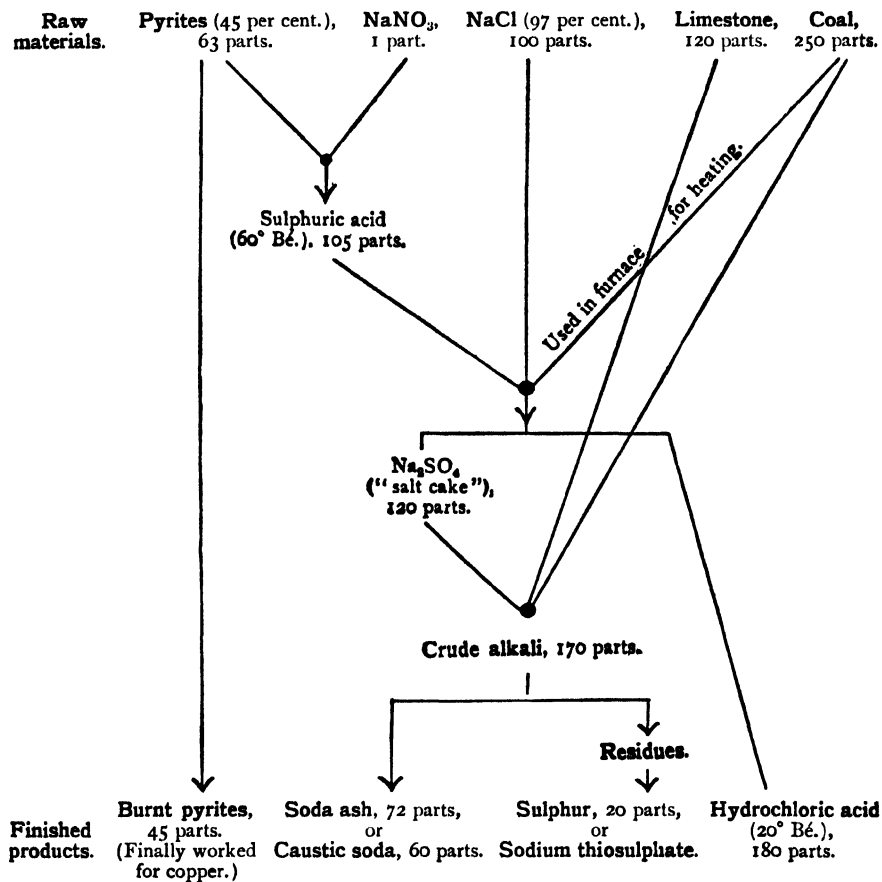 Raw materials.
Pyrites (45 per cent.), 63 parts.
NaNO₃, 1 part.
NaCl (97 per cent.) 100 parts.
Limestone, 120 parts.
Coal, 250 parts.
Sulphuric acid
(60° Bé.), 105 parts.
Used in furnace for heating.
Na₂SO₄
(“salt cake”),
120 parts.
Crude alkali, 170 parts.
Residues.
Finished products.
Burnt pyrites,
45 parts.
(Finally worked
for copper.)
Soda ash, 72 parts,
or
Caustic soda, 60 parts.
Sulphur, 20 parts,
or
Sodium thiosulphate.
Hydrochloric acid
(20° Bé.),
180 parts.